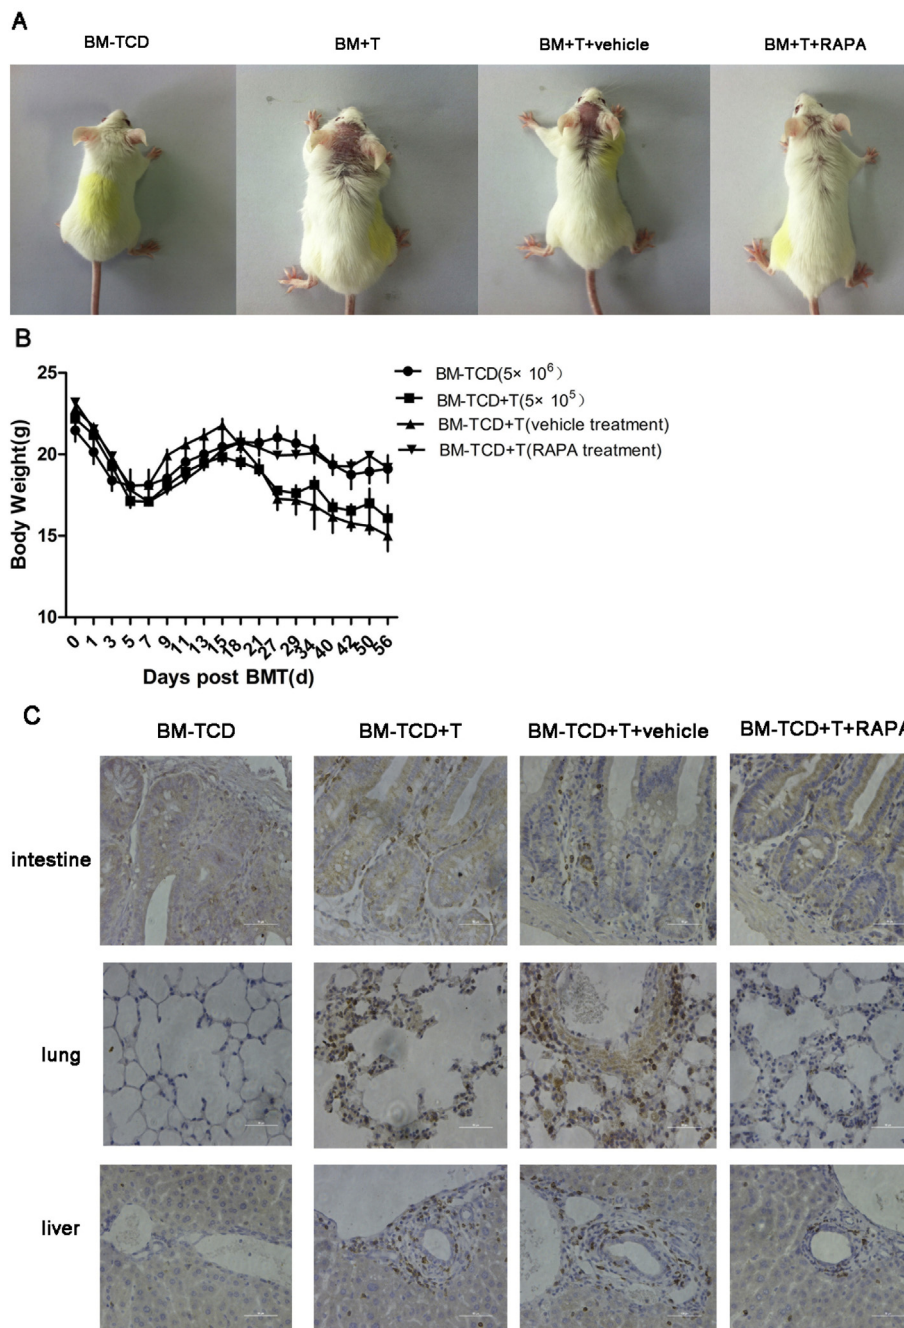 A
BM-TCD BM+T BM+T+vehicle BM+T+RAPA
B
25
20
15
10
Body Weight(g)
0 1 3 5 7 9 11 13 15 18 21 27 29 34 40 42 50 56
Days post BMT(d)
BM-TCD(5× 10⁶)
BM-TCD+T(5× 10⁵)
BM-TCD+T(vehicle treatment)
BM-TCD+T(RAPA treatment)
C
BM-TCD BM-TCD+T BM-TCD+T+vehicle BM-TCD+T+RAPA
intestine
lung
liver